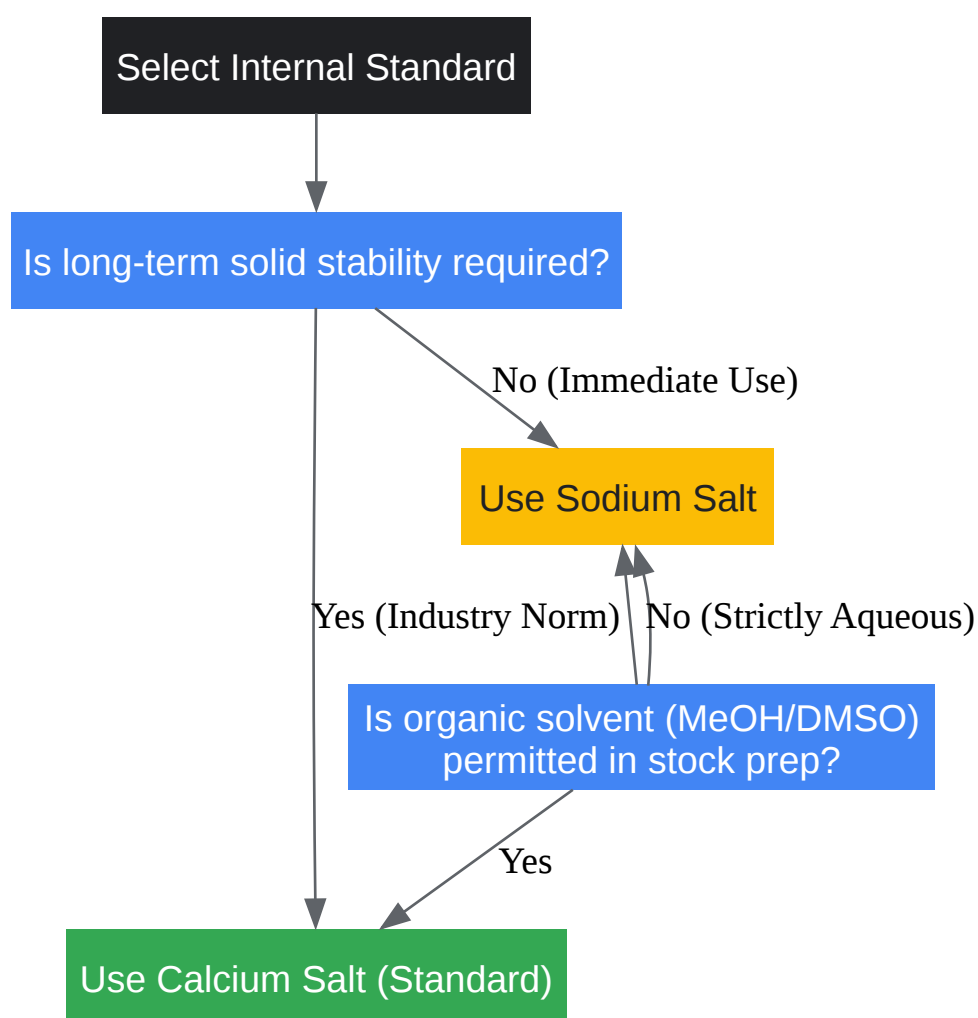 Select Internal Standard
Is long-term solid stability required?
No (Immediate Use)
Use Sodium Salt
Yes (Industry Norm)
No (Strictly Aqueous)
Is organic solvent (MeOH/DMSO)
permitted in stock prep?
Yes
Use Calcium Salt (Standard)